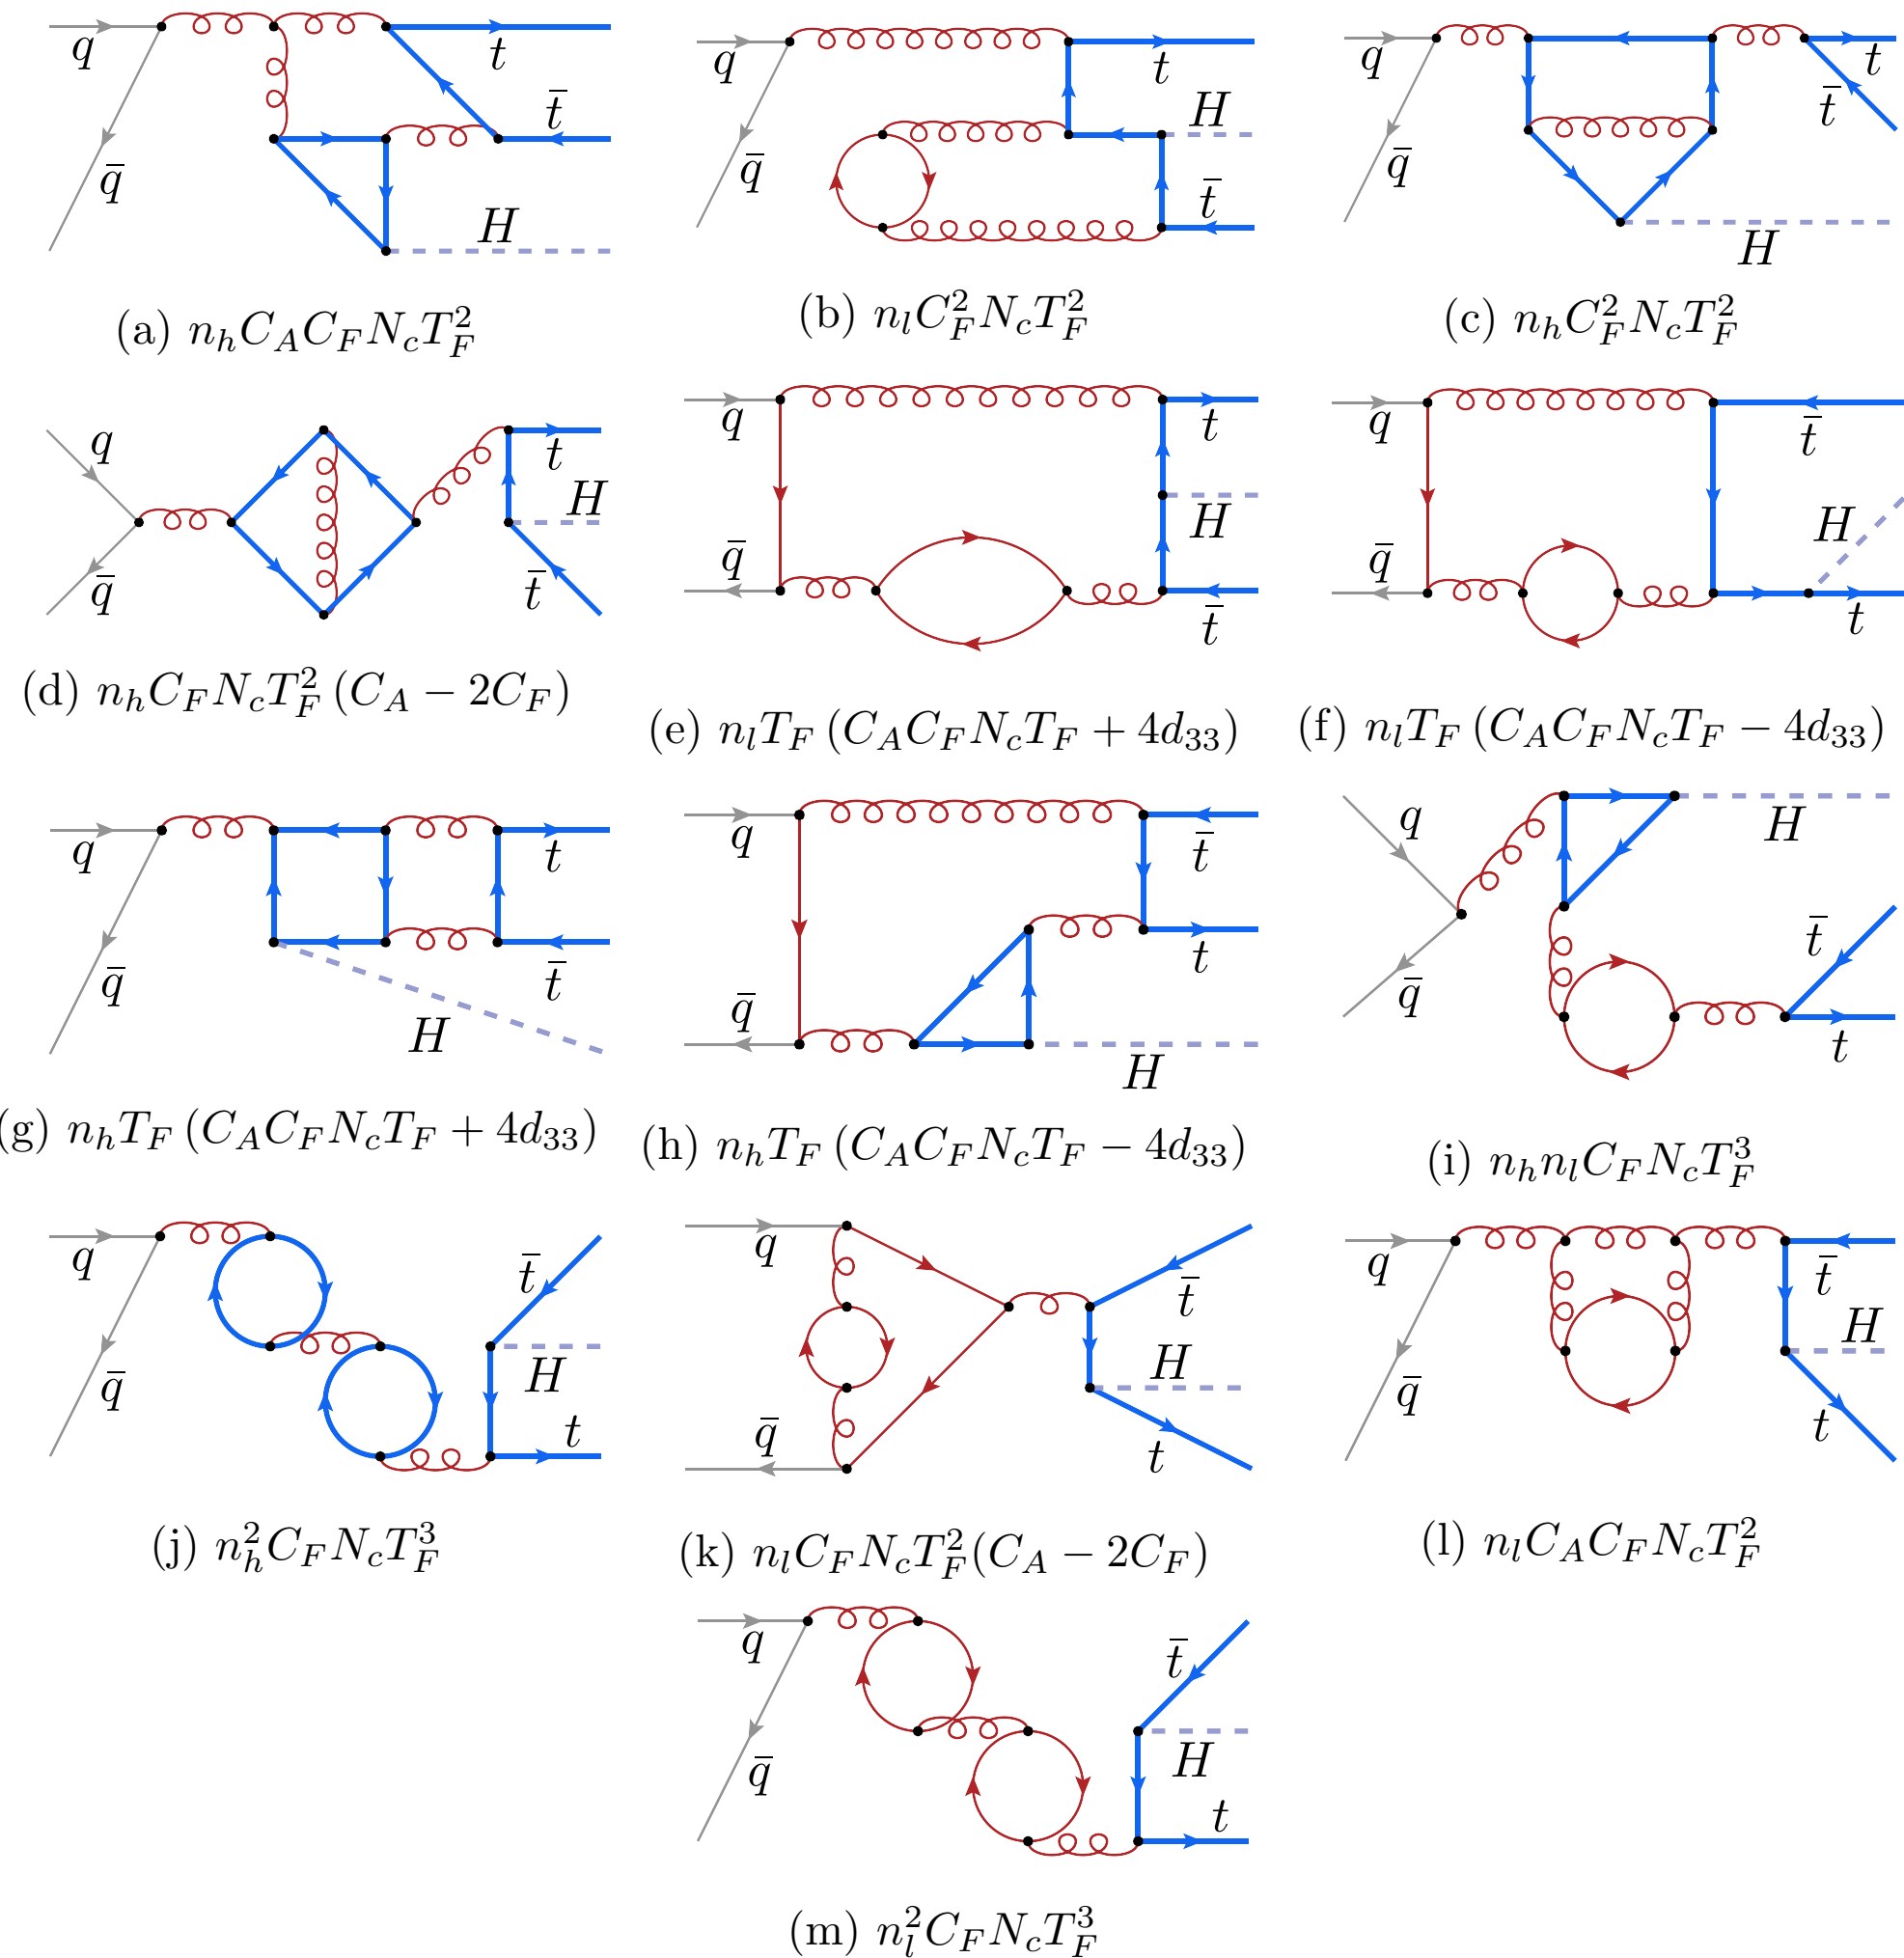 q t
q̄ t̄
H
(a) n_h C_A C_F N_c T_F^2
q t
H
q̄ t̄
(b) n_l C_F^2 N_c T_F^2
q t
q̄ t̄
H
(c) n_h C_F^2 N_c T_F^2
q t
H
q̄ t̄
(d) n_h C_F N_c T_F^2 (C_A − 2C_F)
q t
H
q̄ t̄
(e) n_l T_F (C_A C_F N_c T_F + 4d_33)
q t̄
H
q̄ t
(f) n_l T_F (C_A C_F N_c T_F − 4d_33)
q t
q̄ t̄
H
(g) n_h T_F (C_A C_F N_c T_F + 4d_33)
q t̄
t
q̄ H
(h) n_h T_F (C_A C_F N_c T_F − 4d_33)
q H
t̄
q̄ t
(i) n_h n_l C_F N_c T_F^3
q t̄
H
q̄ t
(j) n_h^2 C_F N_c T_F^3
q t̄
H
q̄ t
(k) n_l C_F N_c T_F^2 (C_A − 2C_F)
q t̄
H
q̄ t
(l) n_l C_A C_F N_c T_F^2
q t̄
H
q̄ t
(m) n_l^2 C_F N_c T_F^3